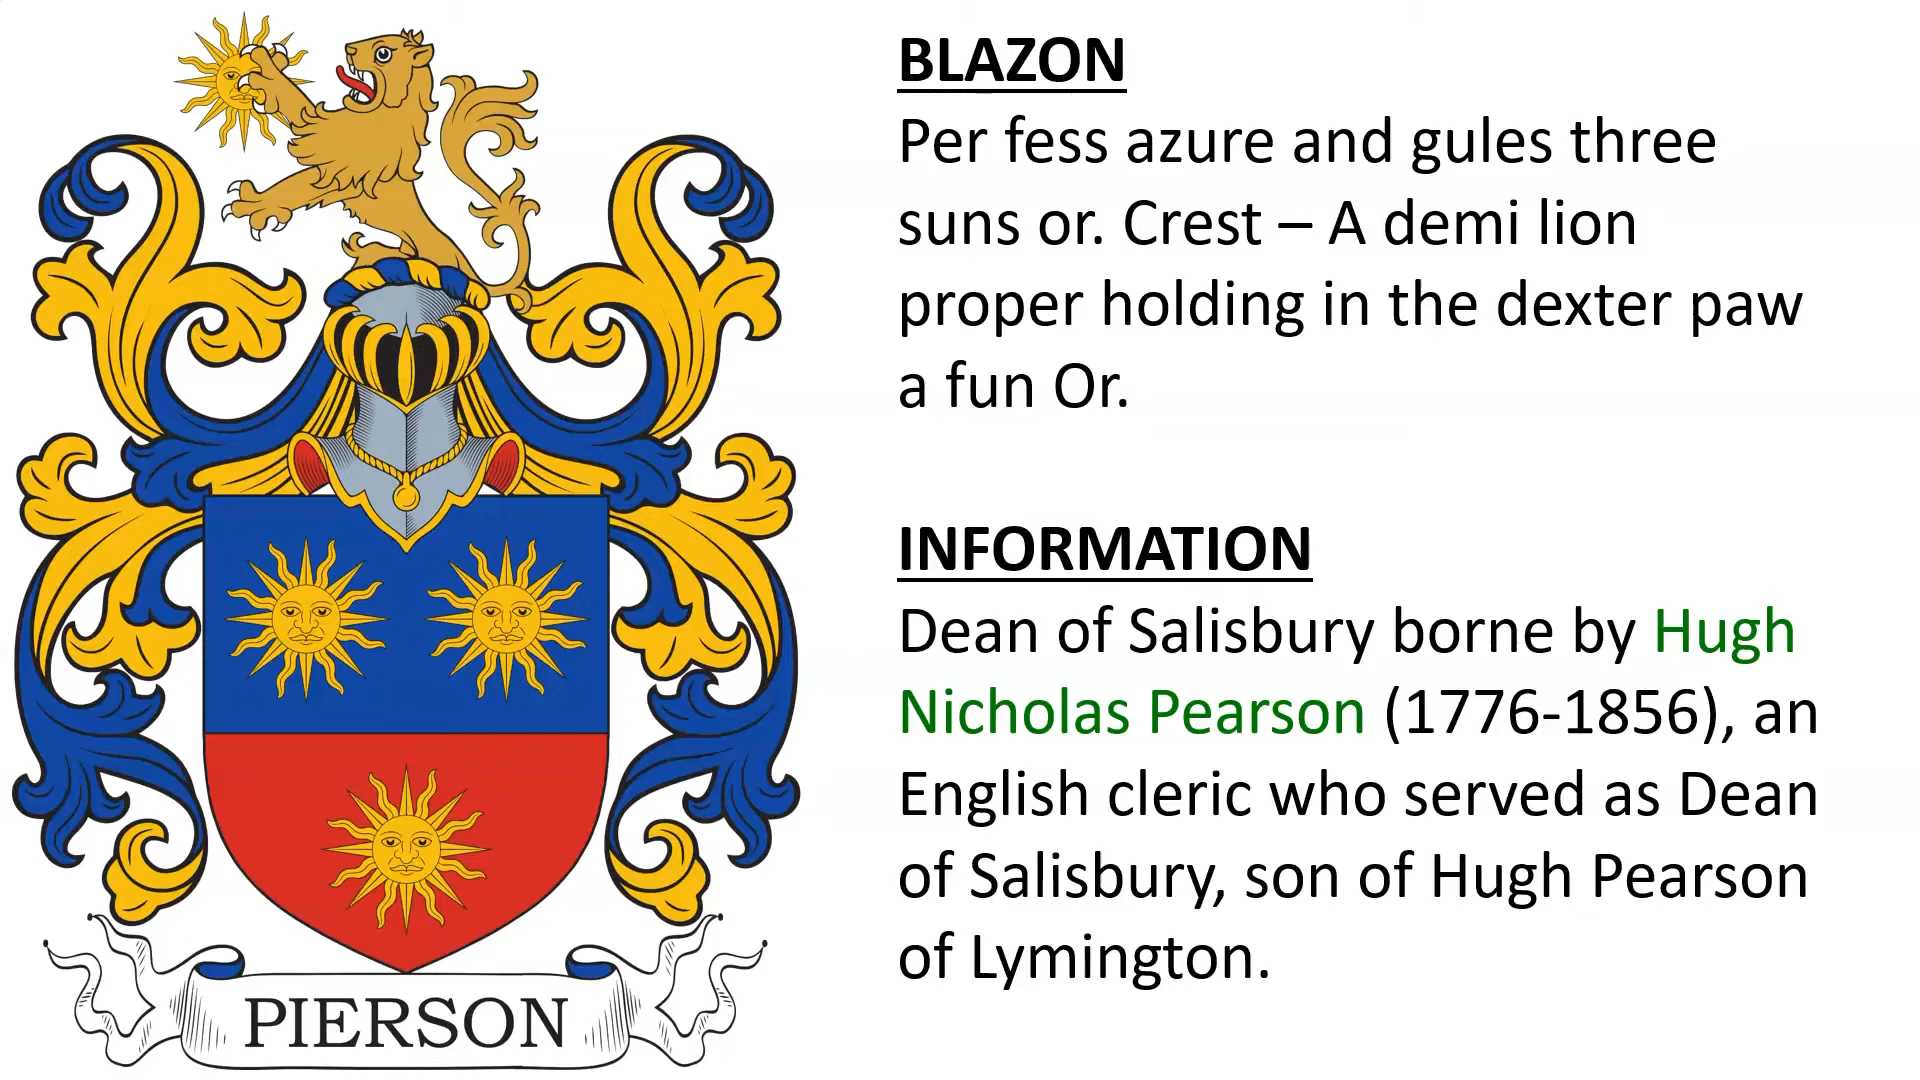 BLAZON
Per fess azure and gules three
suns or. Crest – A demi lion
proper holding in the dexter paw
a fun Or.
INFORMATION
Dean of Salisbury borne by Hugh
Nicholas Pearson (1776-1856), an
English cleric who served as Dean
of Salisbury, son of Hugh Pearson
of Lymington.
PIERSON